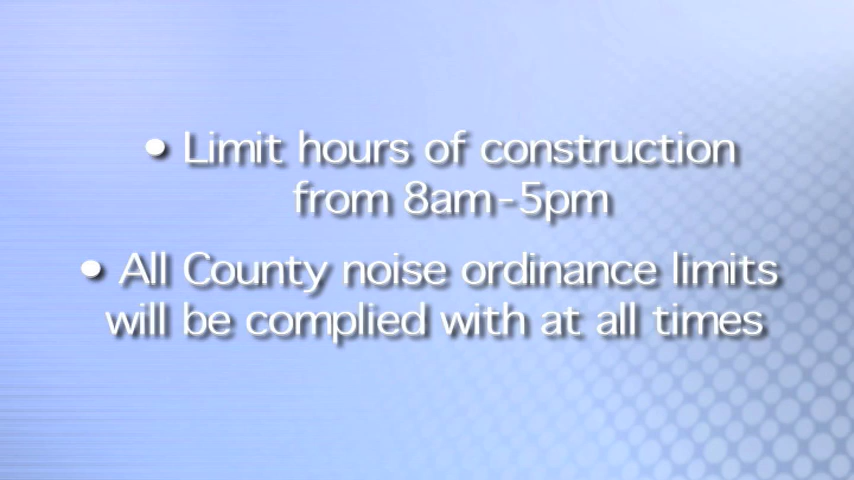 • Limit hours of construction
from 8am-5pm
• All County noise ordinance limits
will be complied with at all times